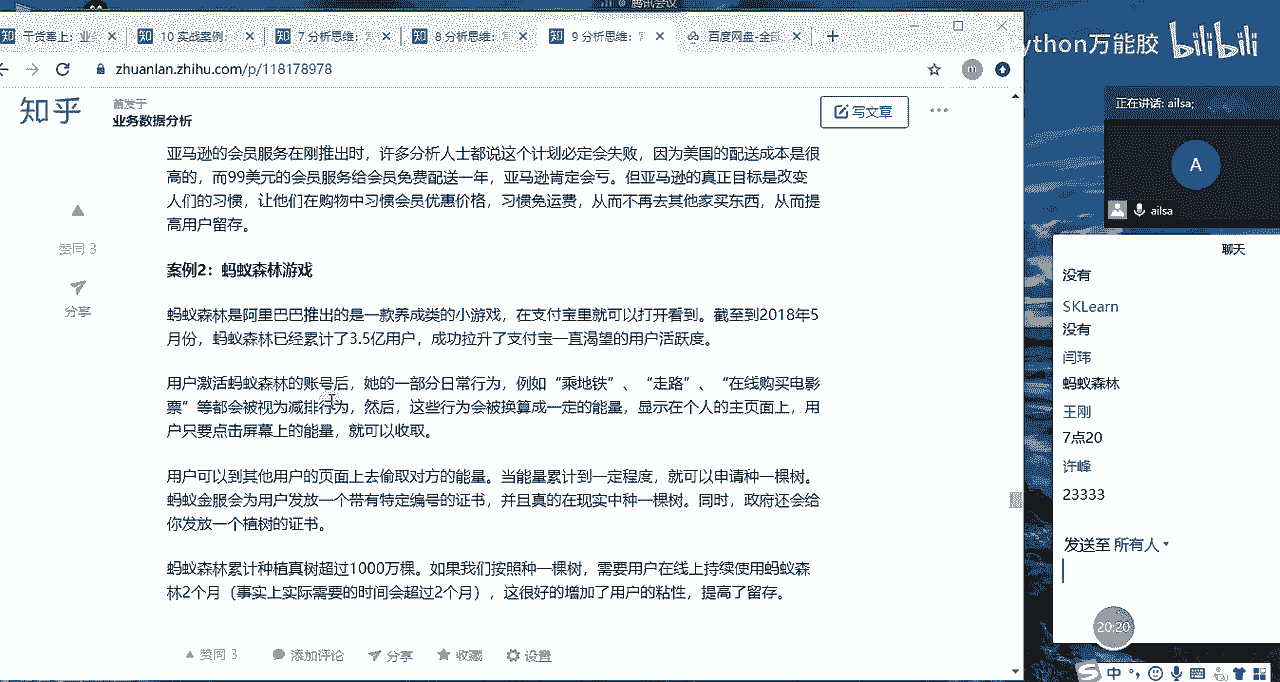 腾讯会议
干货奉上：业
10 实战案例：
7 分析思维：
8 分析思维：
9 分析思维：
百度网盘-全部
zhuanlan.zhihu.com/p/118178978
m
ython万能胶 bilibili
知乎
首发于
业务数据分析
写文章
正在讲话: ailsa;
A
ailsa
亚马逊的会员服务在刚推出时，许多分析人士都说这个计划必定会失败，因为美国的配送成本是很
高的，而99美元的会员服务给会员免费配送一年，亚马逊肯定会亏。但亚马逊的真正目标是改变
人们的习惯，让他们在购物中习惯会员优惠价格，习惯免运费，从而不再去其他家买东西，从而提
高用户留存。
赞同 3
分享
案例2：蚂蚁森林游戏
蚂蚁森林是阿里巴巴推出的是一款养成类的小游戏，在支付宝里就可以打开看到。截至到2018年5
月份，蚂蚁森林已经累计了3.5亿用户，成功拉升了支付宝一直渴望的用户活跃度。
用户激活蚂蚁森林的账号后，她的一部分日常行为，例如“乘地铁”、“走路”、“在线购买电影
票”等都会被视为减排行为，然后，这些行为会被换算成一定的能量，显示在个人的主页面上，用
户只要点击屏幕上的能量，就可以收取。
用户可以到其他用户的页面上去偷取对方的能量。当能量累计到一定程度，就可以申请种一棵树。
蚂蚁金服会为用户发放一个带有特定编号的证书，并且真的在现实中种一棵树。同时，政府还会给
你发放一个植树的证书。
蚂蚁森林累计种植真树超过1000万棵。如果我们按照种一棵树，需要用户在线上持续使用蚂蚁森
林2个月（事实上实际需要的时间会超过2个月），这很好的增加了用户的粘性，提高了留存。
赞同 3 添加评论 分享 收藏 设置
聊天
没有
SKLearn
没有
闫玮
蚂蚁森林
王刚
7点20
许峰
23333
发送至 所有人
20:20
中